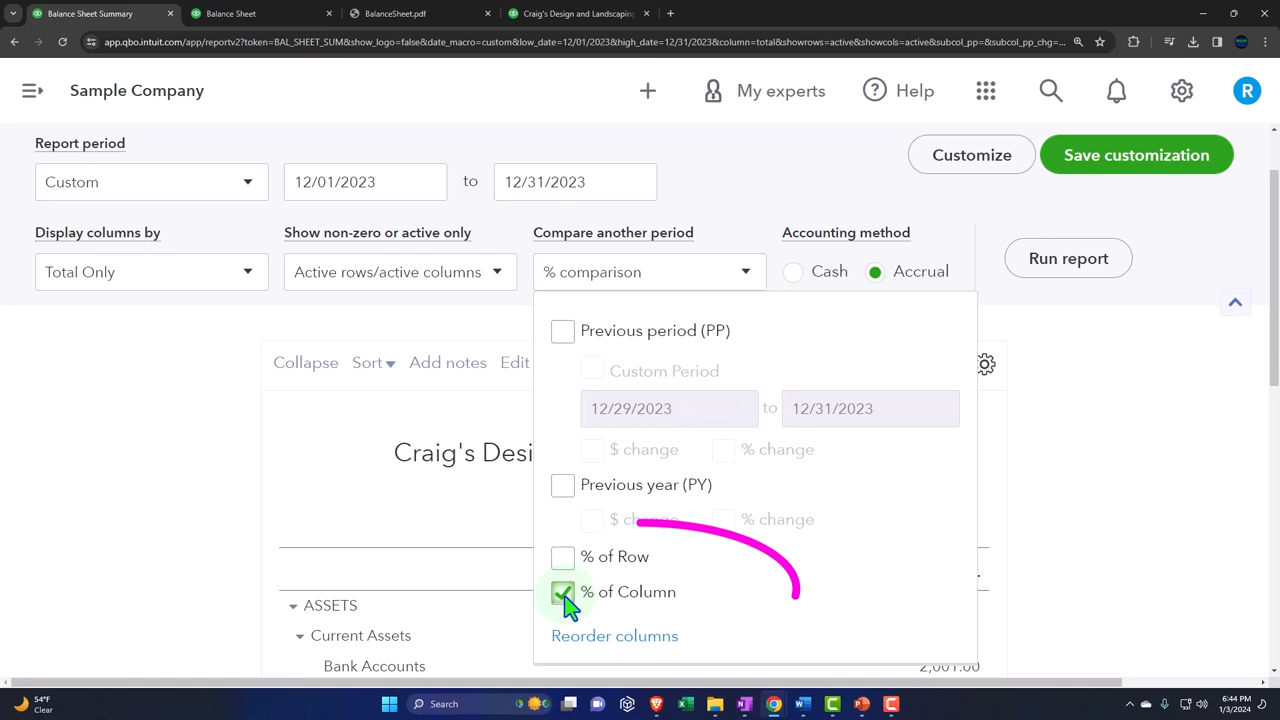 Balance Sheet Summary
Balance Sheet
BalanceSheet.pdf
Craig's Design and Landscaping
app.qbo.intuit.com/app/reportv2?token=BAL_SHEET_SUM&show_logo=false&date_macro=custom&low_date=12/01/2023&high_date=12/31/2023&column=total&showrows=active&showcols=active&subcol_pp=&subcol_pp_chg=...
Sample Company
My experts
Help
R
Report period
Customize
Save customization
Custom
12/01/2023
to
12/31/2023
Display columns by
Show non-zero or active only
Compare another period
Accounting method
Total Only
Active rows/active columns
% comparison
Cash
Accrual
Run report
Previous period (PP)
Collapse
Sort
Add notes
Edit
Custom Period
12/29/2023
to
12/31/2023
Craig's Desi
$ change
% change
Previous year (PY)
$ change
% change
% of Row
% of Column
ASSETS
Current Assets
Reorder columns
Bank Accounts
2,001.00
54°F
Clear
Search
6:44 PM
1/3/2024